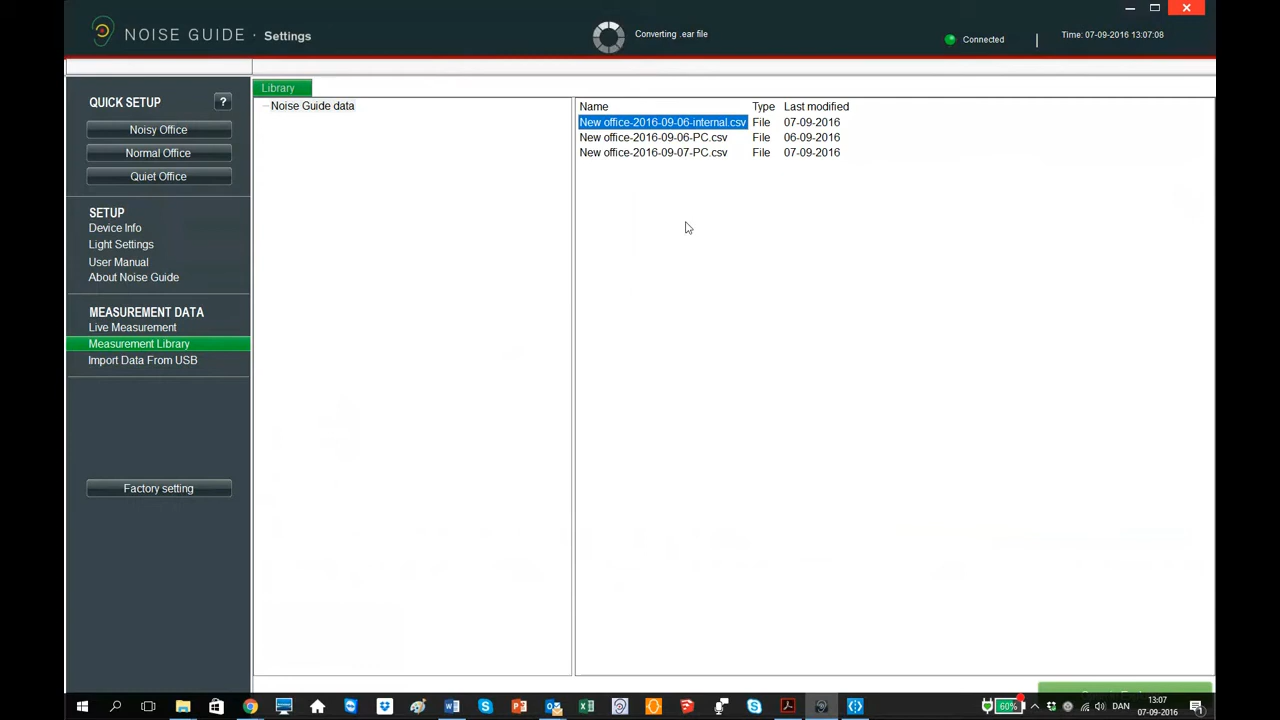 NOISE GUIDE · Settings
Converting .ear file
Connected
Time: 07-09-2016 13:07:08
QUICK SETUP
?
Noisy Office
Normal Office
Quiet Office
SETUP
Device Info
Light Settings
User Manual
About Noise Guide
MEASUREMENT DATA
Live Measurement
Measurement Library
Import Data From USB
Factory setting
Library
Noise Guide data
Name Type Last modified
New office-2016-09-06-internal.csv File 07-09-2016
New office-2016-09-06-PC.csv File 06-09-2016
New office-2016-09-07-PC.csv File 07-09-2016
60%
DAN
13:07
07-09-2016